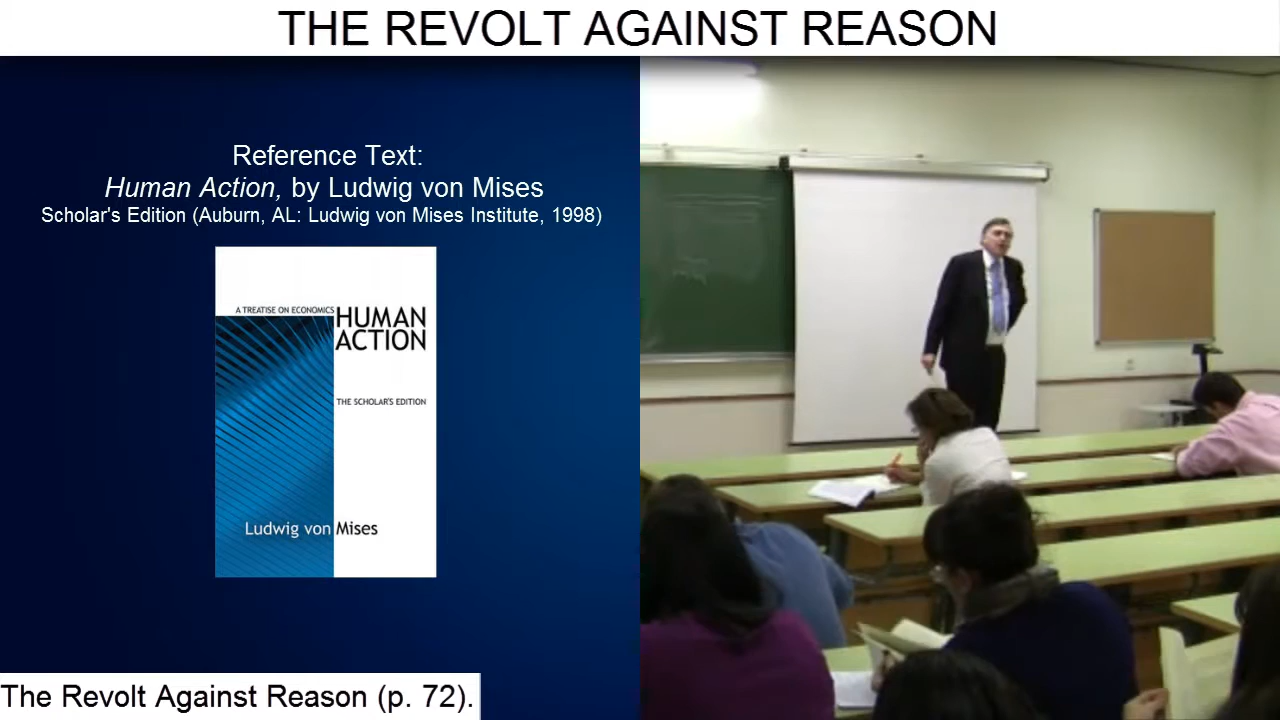 THE REVOLT AGAINST REASON
Reference Text:
Human Action, by Ludwig von Mises
Scholar's Edition (Auburn, AL: Ludwig von Mises Institute, 1998)
A TREATISE ON ECONOMICS
HUMAN
ACTION
THE SCHOLAR'S EDITION
Ludwig von Mises
The Revolt Against Reason (p. 72).